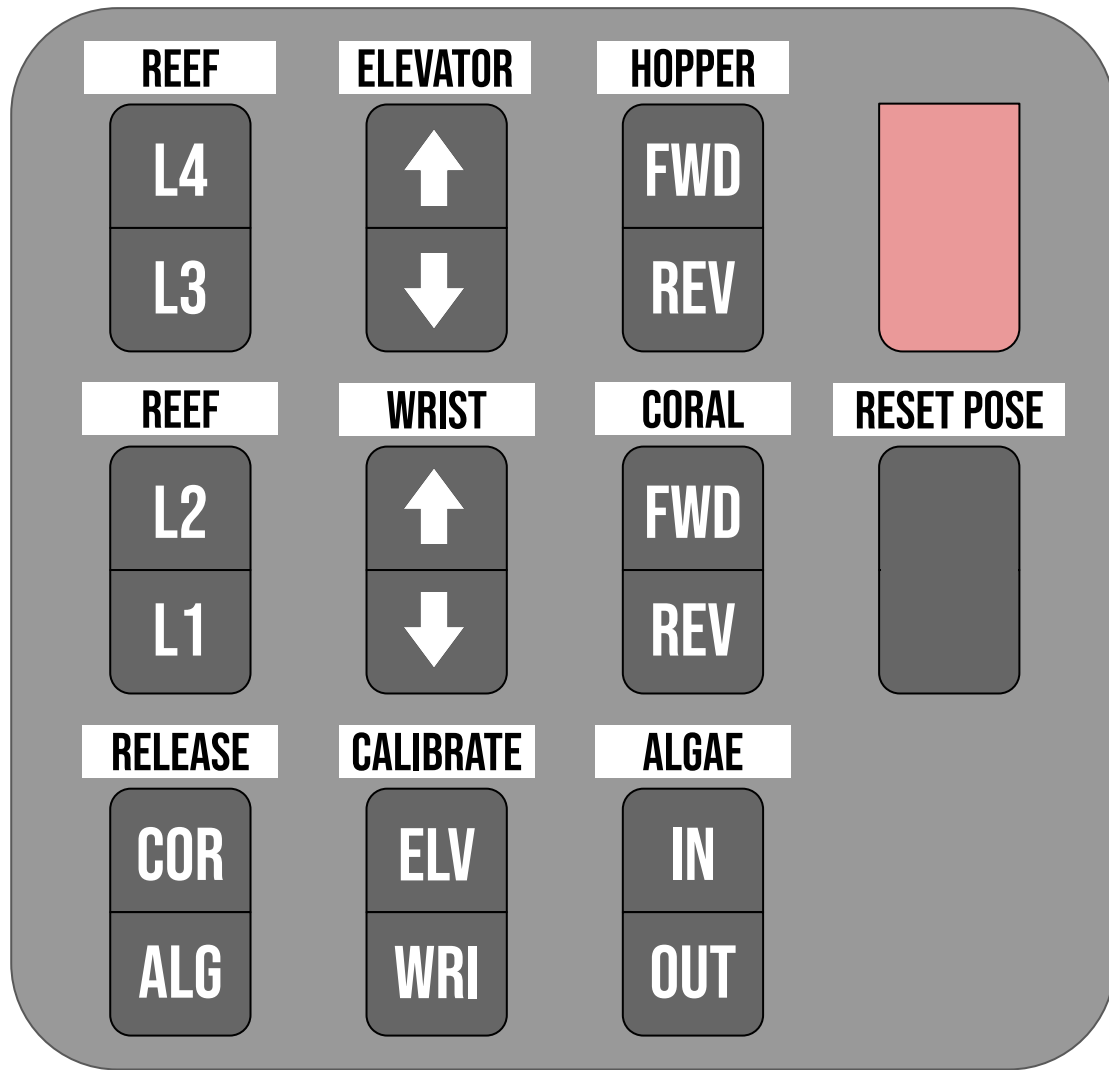 REEF ELEVATOR HOPPER
L4 FWD
L3 REV
REEF WRIST CORAL RESET POSE
L2 FWD
L1 REV
RELEASE CALIBRATE ALGAE
COR ELV IN
ALG WRI OUT